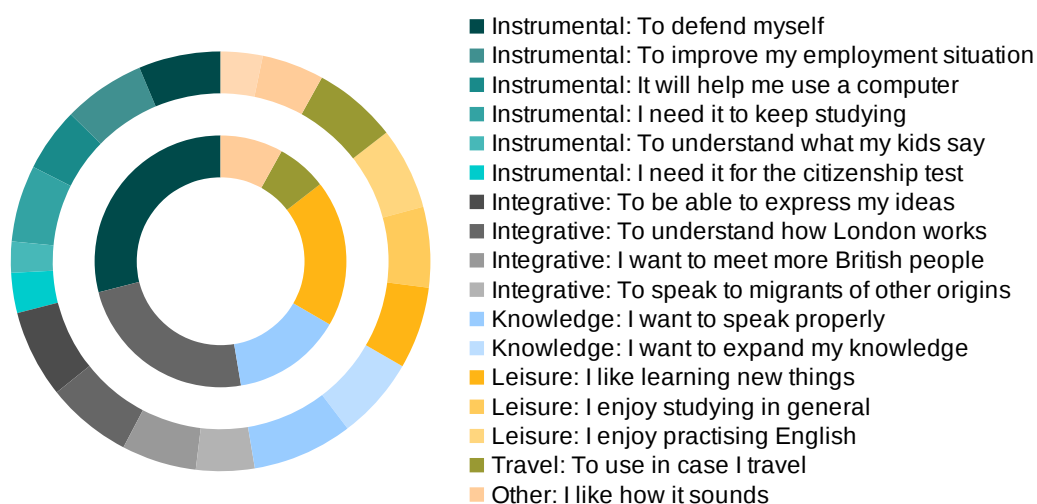 Instrumental: To defend myself
Instrumental: To improve my employment situation
Instrumental: It will help me use a computer
Instrumental: I need it to keep studying
Instrumental: To understand what my kids say
Instrumental: I need it for the citizenship test
Integrative: To be able to express my ideas
Integrative: To understand how London works
Integrative: I want to meet more British people
Integrative: To speak to migrants of other origins
Knowledge: I want to speak properly
Knowledge: I want to expand my knowledge
Leisure: I like learning new things
Leisure: I enjoy studying in general
Leisure: I enjoy practising English
Travel: To use in case I travel
Other: I like how it sounds